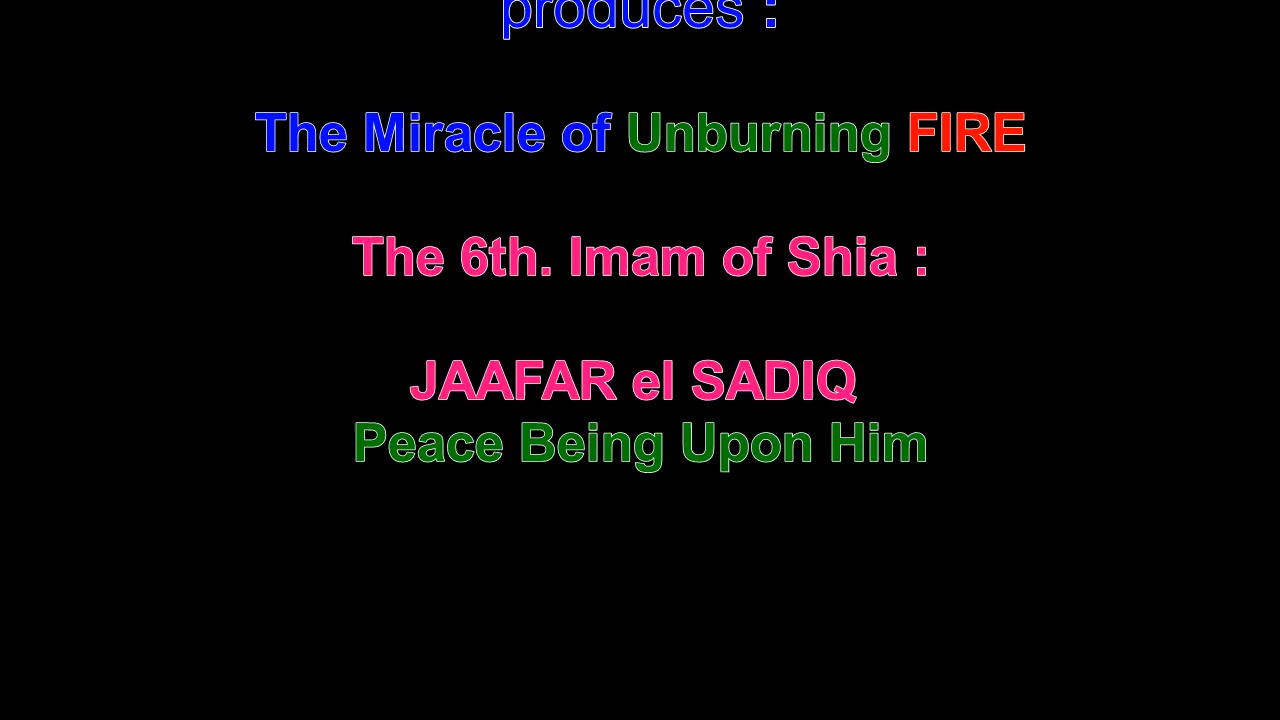 produces :
The Miracle of Unburning FIRE
The 6th. Imam of Shia :
JAAFAR el SADIQ
Peace Being Upon Him